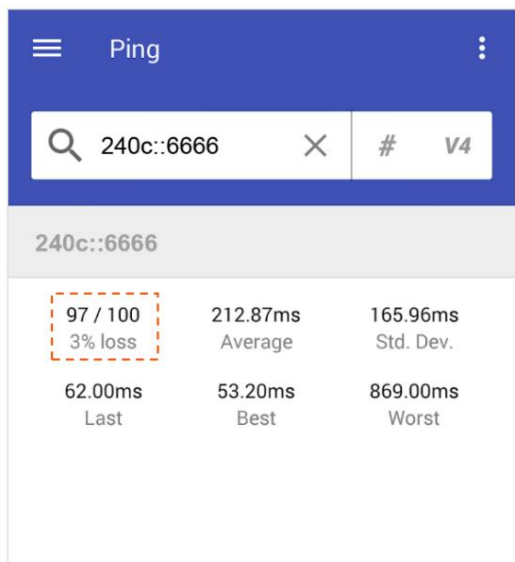 Ping
240c::6666 # V4
240c::6666
97 / 100 212.87ms 165.96ms
3% loss Average Std. Dev.
62.00ms 53.20ms 869.00ms
Last Best Worst